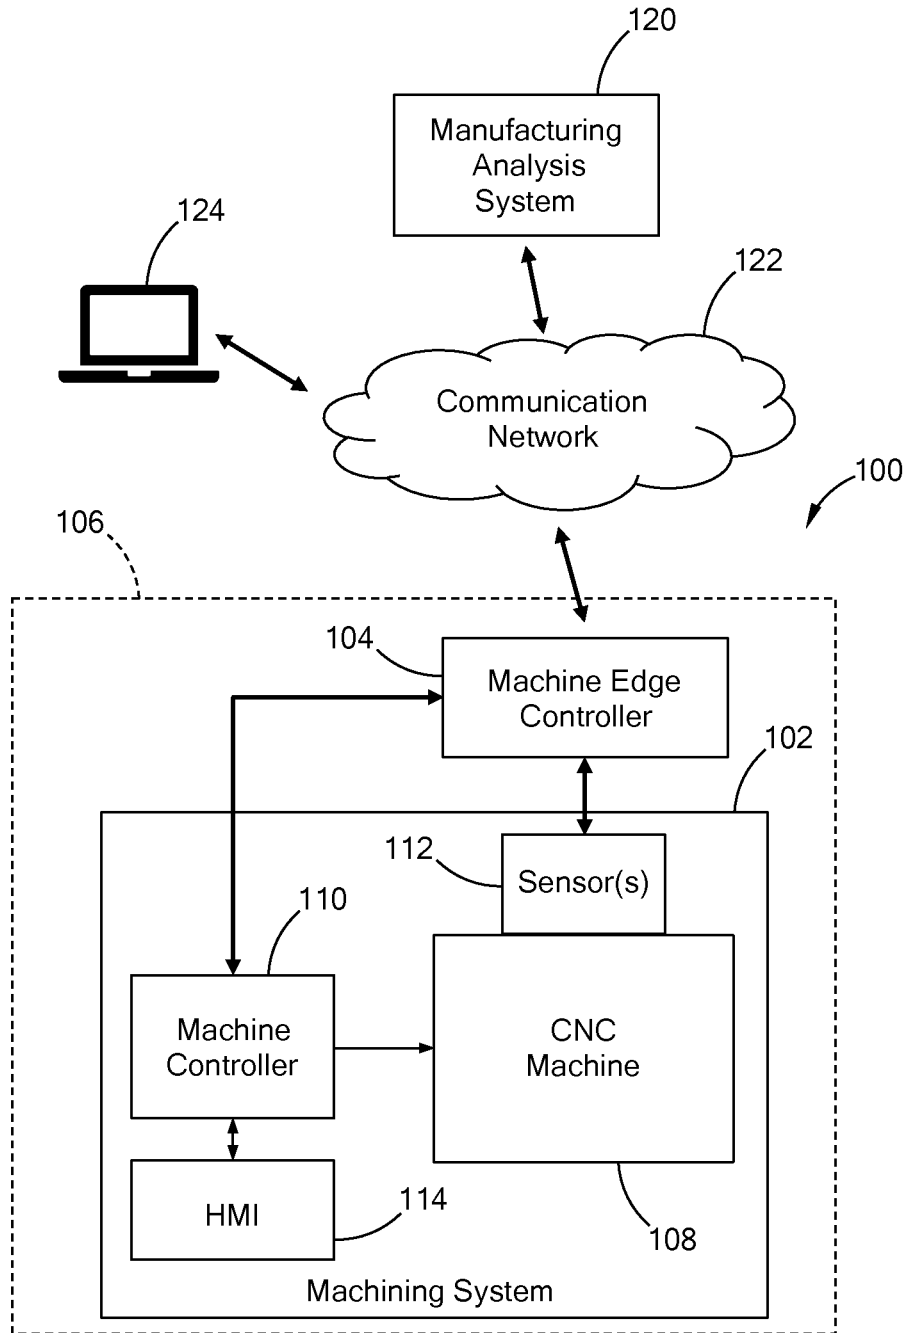 120
Manufacturing
Analysis
System
124
122
Communication
Network
100
106
104
Machine Edge
Controller
102
112
Sensor(s)
110
Machine
Controller
CNC
Machine
HMI
114
108
Machining System